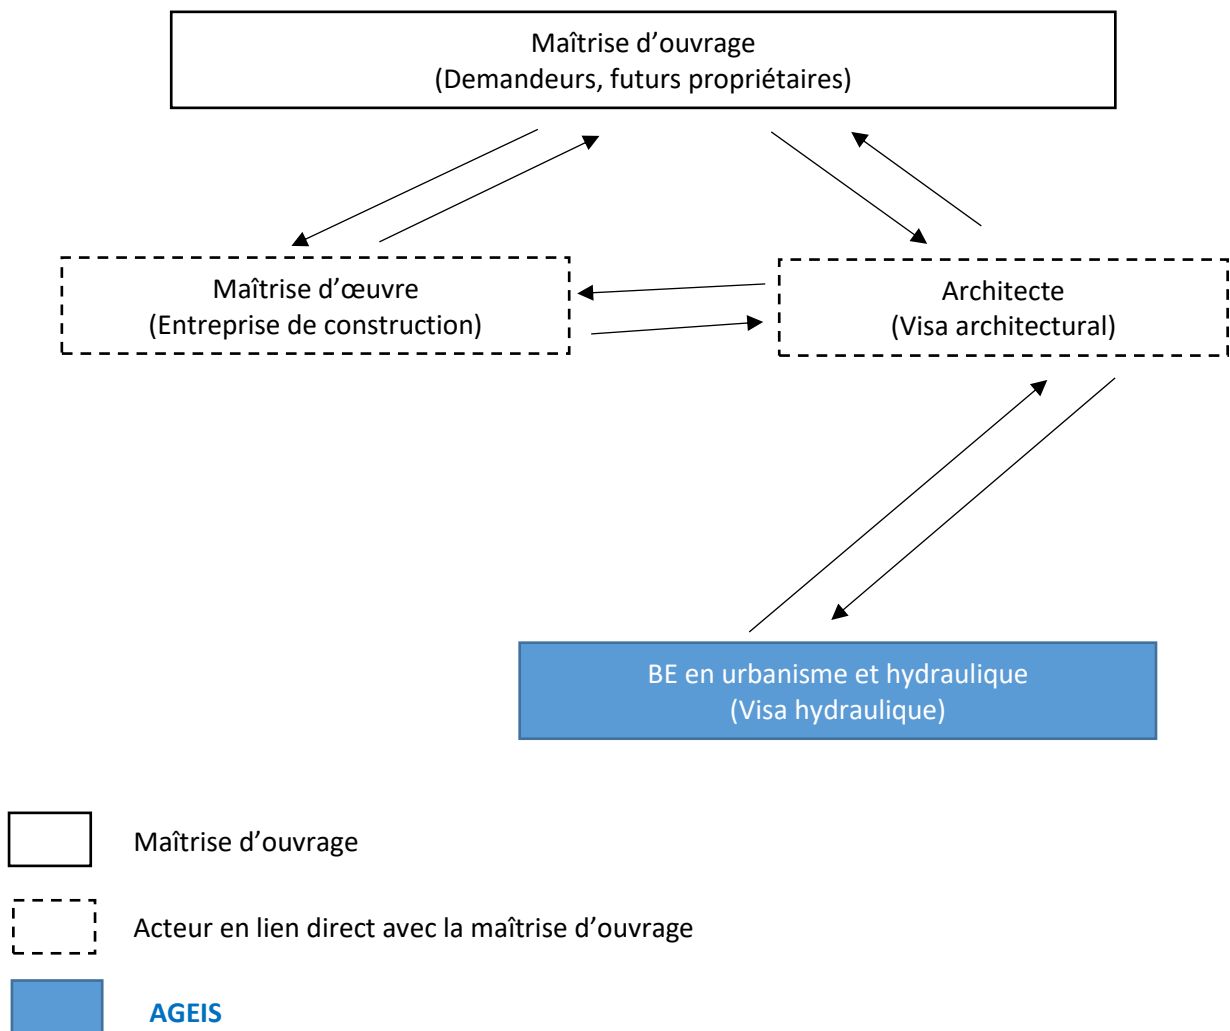 Maîtrise d’ouvrage
(Demandeurs, futurs propriétaires)
Maîtrise d’œuvre
(Entreprise de construction)
Architecte
(Visa architectural)
BE en urbanisme et hydraulique
(Visa hydraulique)
Maîtrise d’ouvrage
Acteur en lien direct avec la maîtrise d’ouvrage
AGEIS